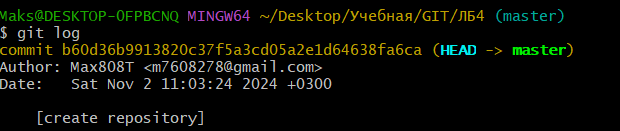 Maks@DESKTOP-0FPBCNQ MINGW64 ~/Desktop/Учебная/GIT/ЛБ4 (master)
$ git log
commit b60d36b9913820c37f5a3cd05a2e1d64638fa6ca (HEAD -> master)
Author: Max808T <m7608278@gmail.com>
Date:   Sat Nov 2 11:03:24 2024 +0300
    [create repository]